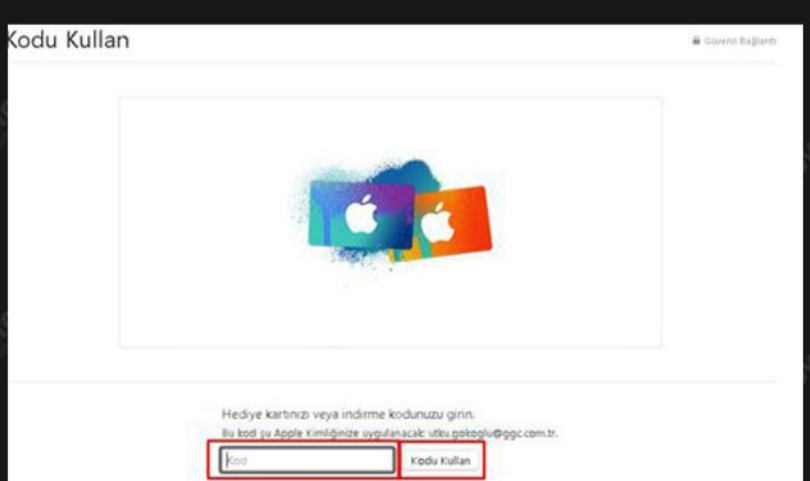 Kodu Kullan
Güvenli Bağlantı
Hediye kartınızı veya indirme kodunuzu girin.
Bu kod şu Apple Kimliğinize uygulanacak: utku.gokoglu@ggc.com.tr.
Kod
Kodu Kullan